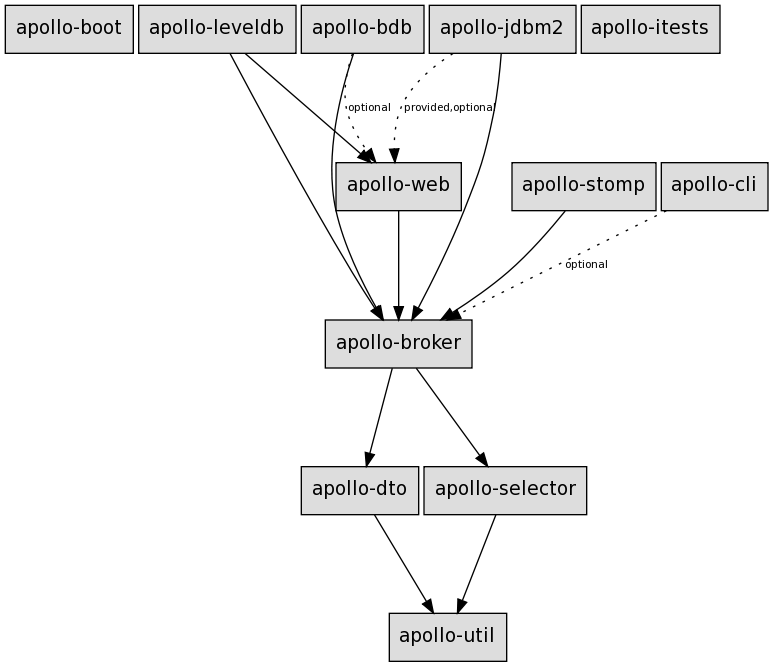 apollo-boot
apollo-leveldb
apollo-bdb
apollo-jdbm2
apollo-itests
optional
provided,optional
apollo-web
apollo-stomp
apollo-cli
optional
apollo-broker
apollo-dto
apollo-selector
apollo-util